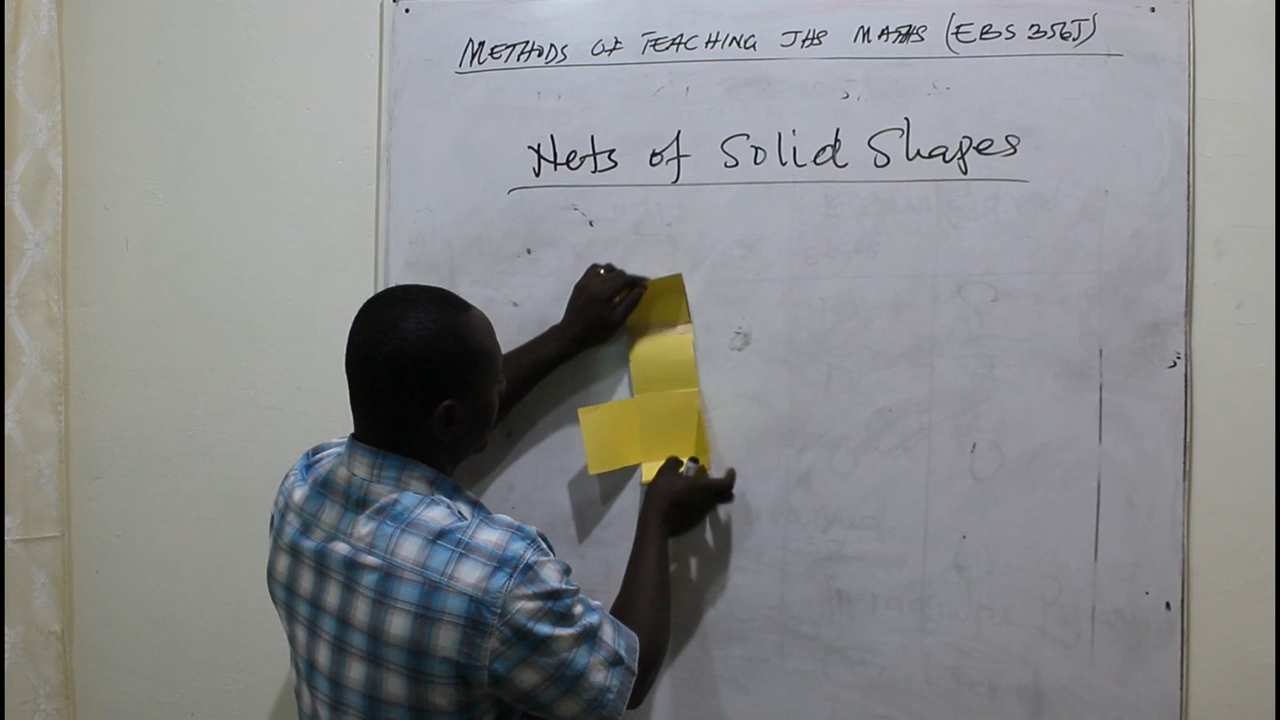 METHODS OF TEACHING JHS MATHS (EBS 356J)
Nets of Solid Shapes